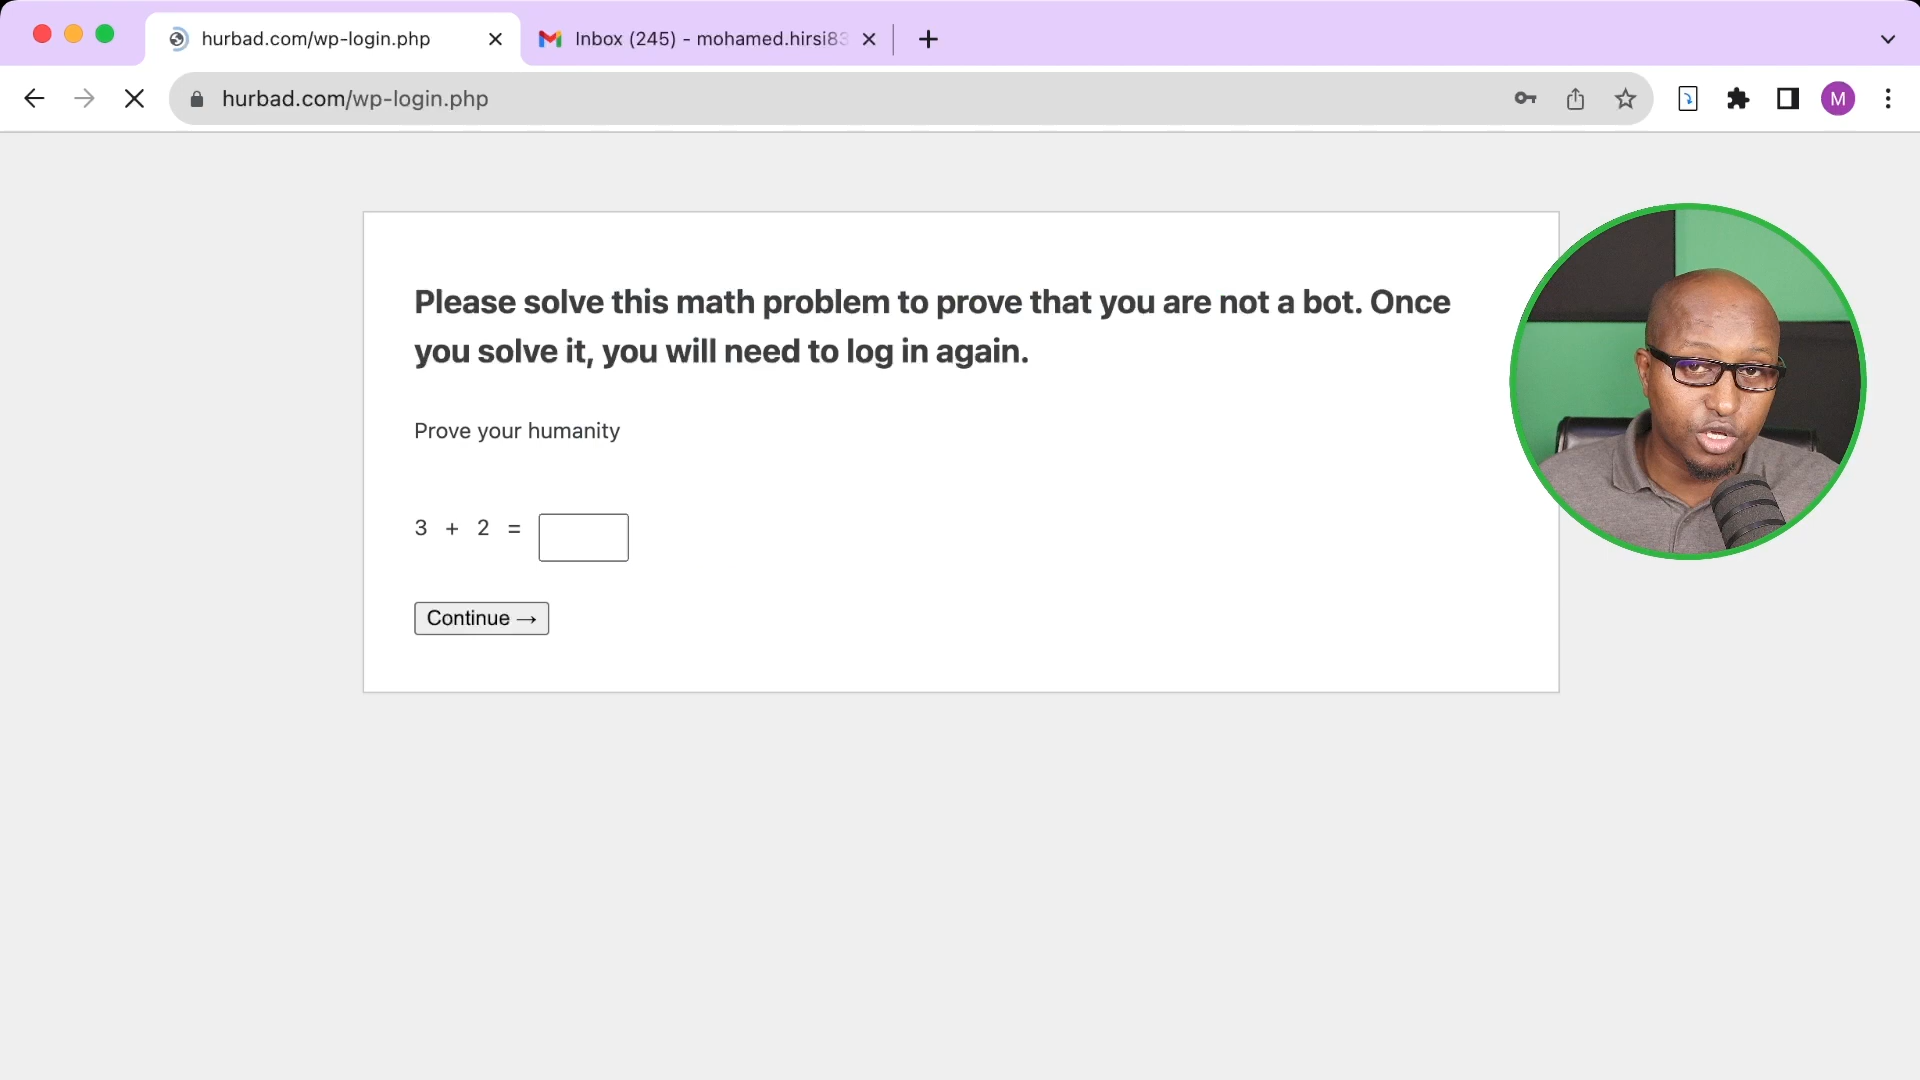 hurbad.com/wp-login.php
Inbox (245) - mohamed.hirsi83
hurbad.com/wp-login.php
M
Please solve this math problem to prove that you are not a bot. Once
you solve it, you will need to log in again.
Prove your humanity
3 + 2 =
Continue →